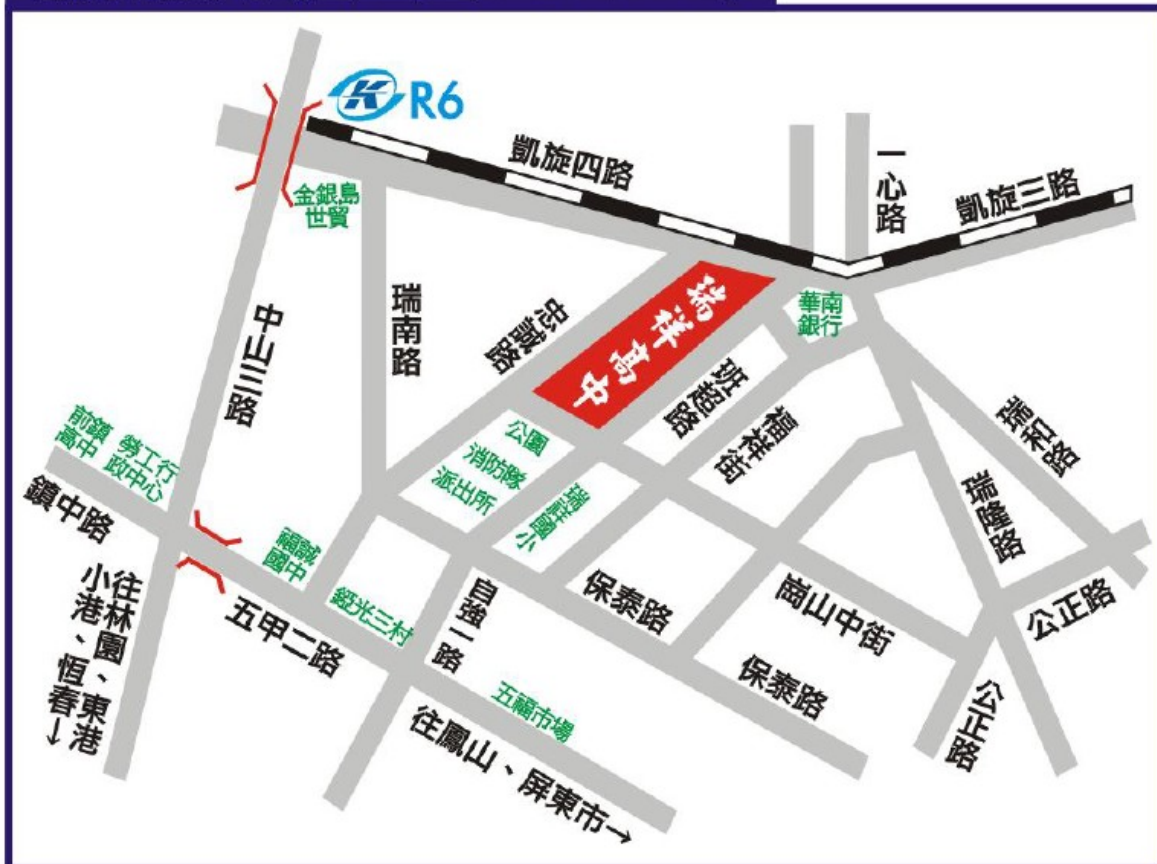 R6
凱旋四路
一心路
凱旋三路
金銀島
世貿
瑞南路
忠誠路
瑞祥高中
華南
銀行
中山三路
班超路
福祥街
瑞和路
瑞隆路
前鎮
高中
勞工行
政中心
公園
消防隊
派出所
瑞祥國小
鎮中路
福誠
國中
鋁光三村
五甲二路
自強一路
保泰路
崗山中街
公正路
保泰路
公正路
五福市場
往林園、東港
小港、恆春→
往鳳山、屏東市→